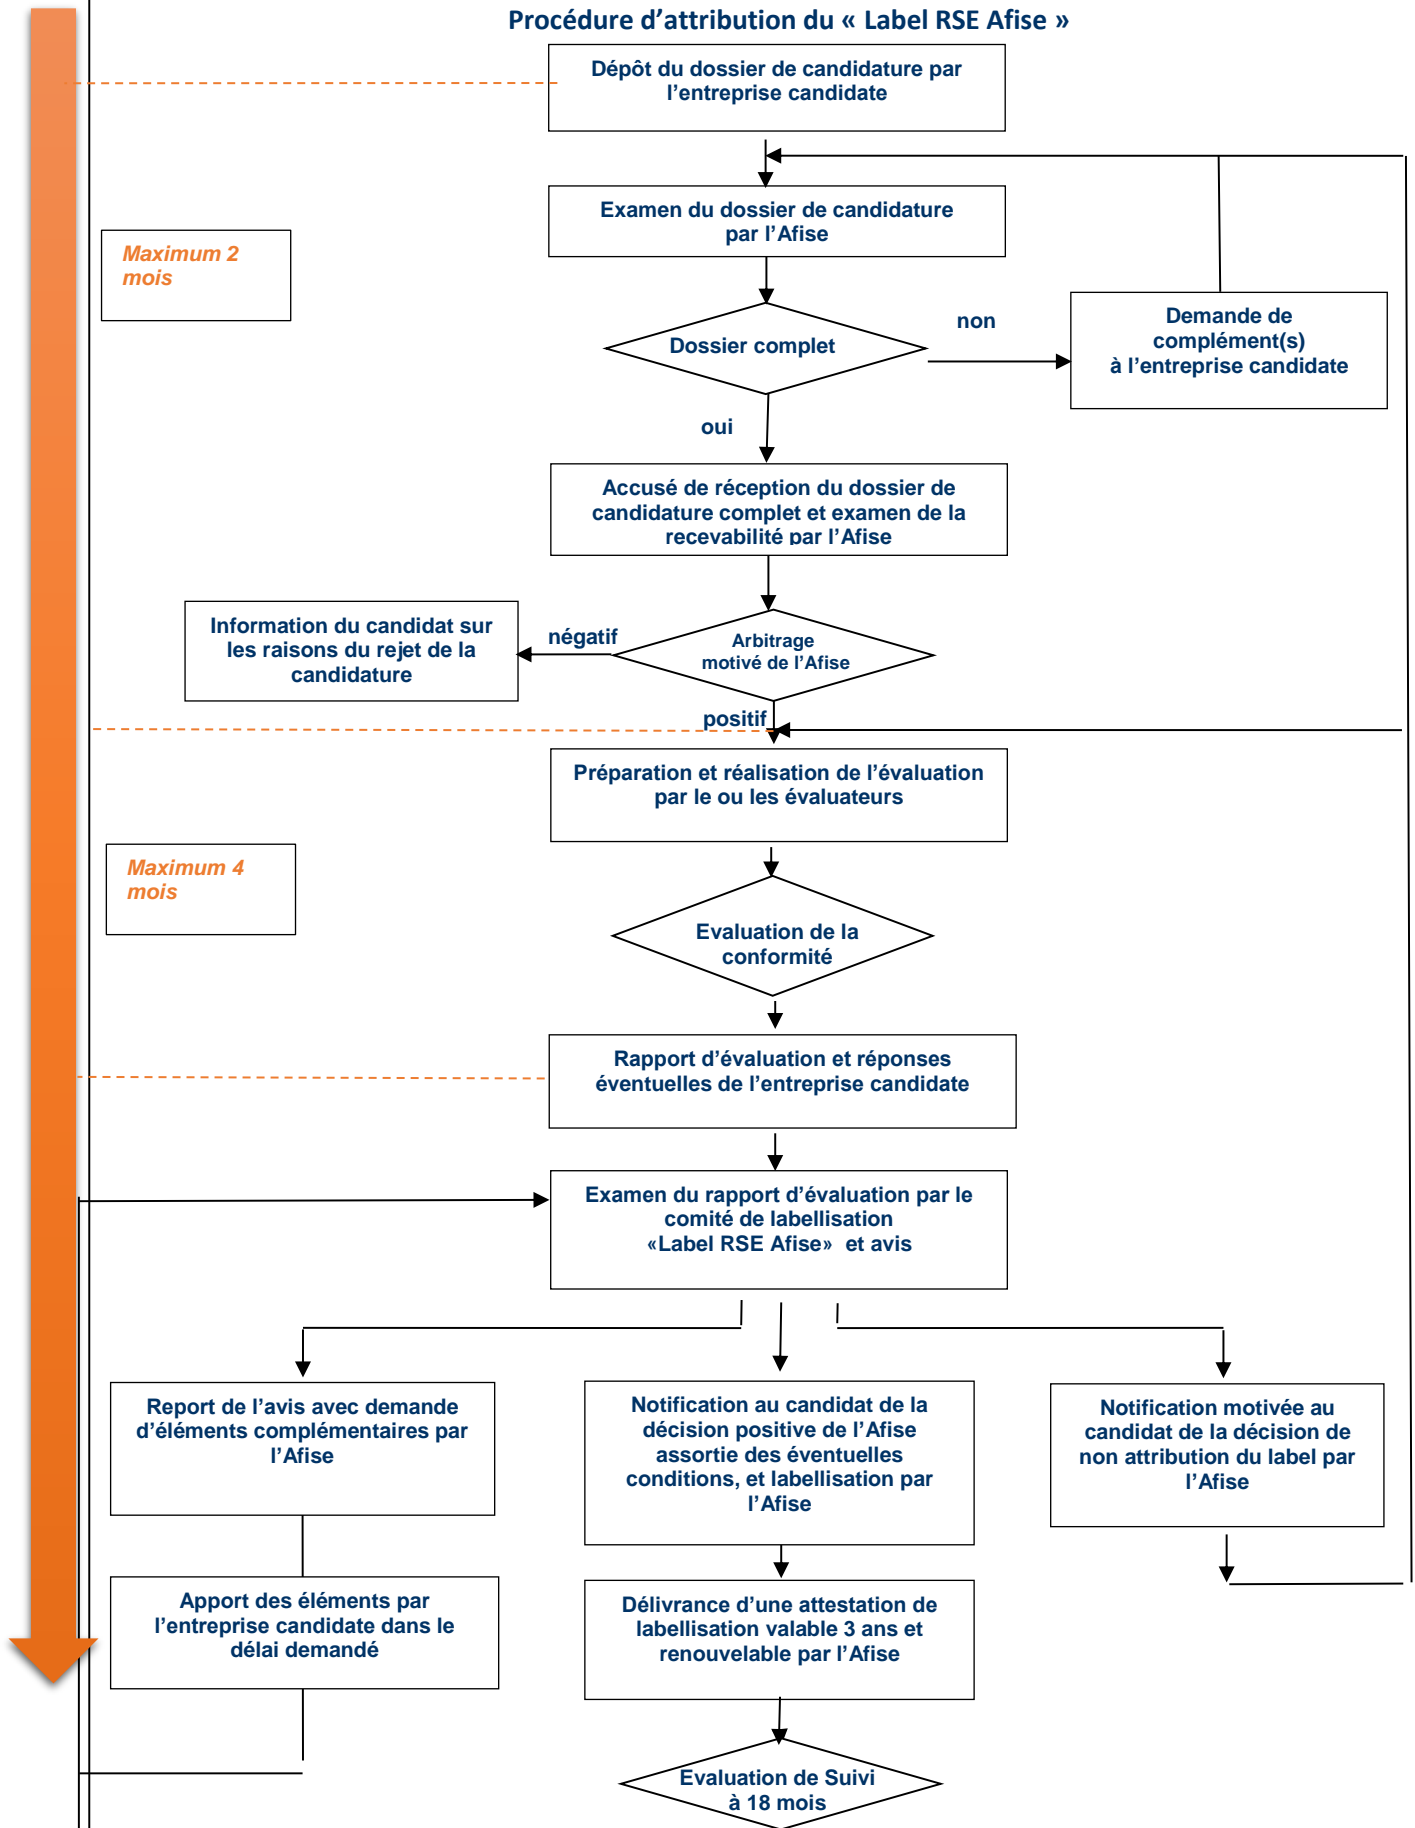 Procédure d’attribution du « Label RSE Afise »
Dépôt du dossier de candidature par
l’entreprise candidate
Examen du dossier de candidature
par l’Afise
Maximum 2
mois
Dossier complet
non
Demande de
complément(s)
à l’entreprise candidate
oui
Accusé de réception du dossier de
candidature complet et examen de la
recevabilité par l’Afise
Information du candidat sur
les raisons du rejet de la
candidature
négatif
Arbitrage
motivé de l’Afise
positif
Préparation et réalisation de l’évaluation
par le ou les évaluateurs
Maximum 4
mois
Evaluation de la
conformité
Rapport d’évaluation et réponses
éventuelles de l’entreprise candidate
Examen du rapport d’évaluation par le
comité de labellisation
«Label RSE Afise»  et avis
Report de l’avis avec demande
d’éléments complémentaires par
l’Afise
Notification au candidat de la
décision positive de l’Afise
assortie des éventuelles
conditions, et labellisation par
l’Afise
Notification motivée au
candidat de la décision de
non attribution du label par
l’Afise
Apport des éléments par
l’entreprise candidate dans le
délai demandé
Délivrance d’une attestation de
labellisation valable 3 ans et
renouvelable par l’Afise
Evaluation de Suivi
à 18 mois